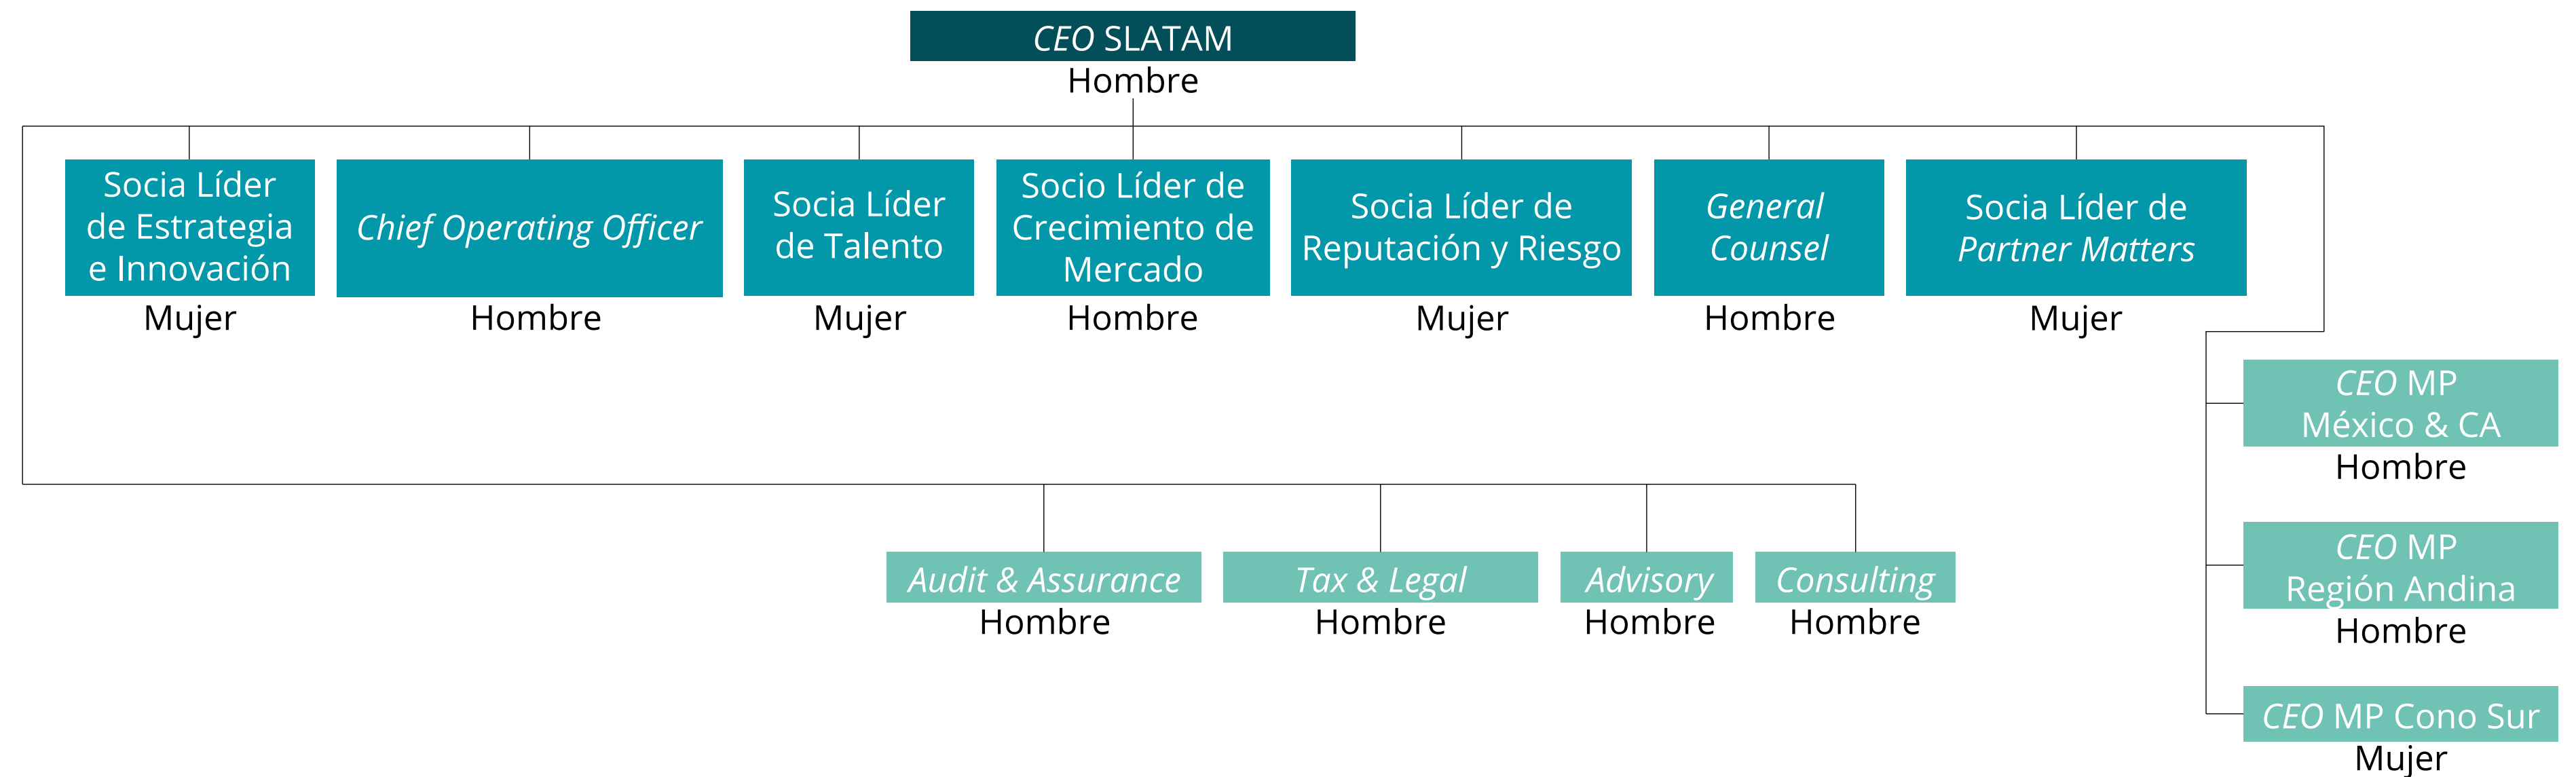 CEO SLATAM
Hombre
Socia Líder
de Estrategia
e Innovación
Mujer
Chief Operating Officer
Hombre
Socia Líder
de Talento
Mujer
Socio Líder de
Crecimiento de
Mercado
Hombre
Socia Líder de
Reputación y Riesgo
Mujer
General
Counsel
Hombre
Socia Líder de
Partner Matters
Mujer
CEO MP
México & CA
Hombre
CEO MP
Región Andina
Hombre
CEO MP Cono Sur
Mujer
Audit & Assurance
Hombre
Tax & Legal
Hombre
Advisory
Hombre
Consulting
Hombre